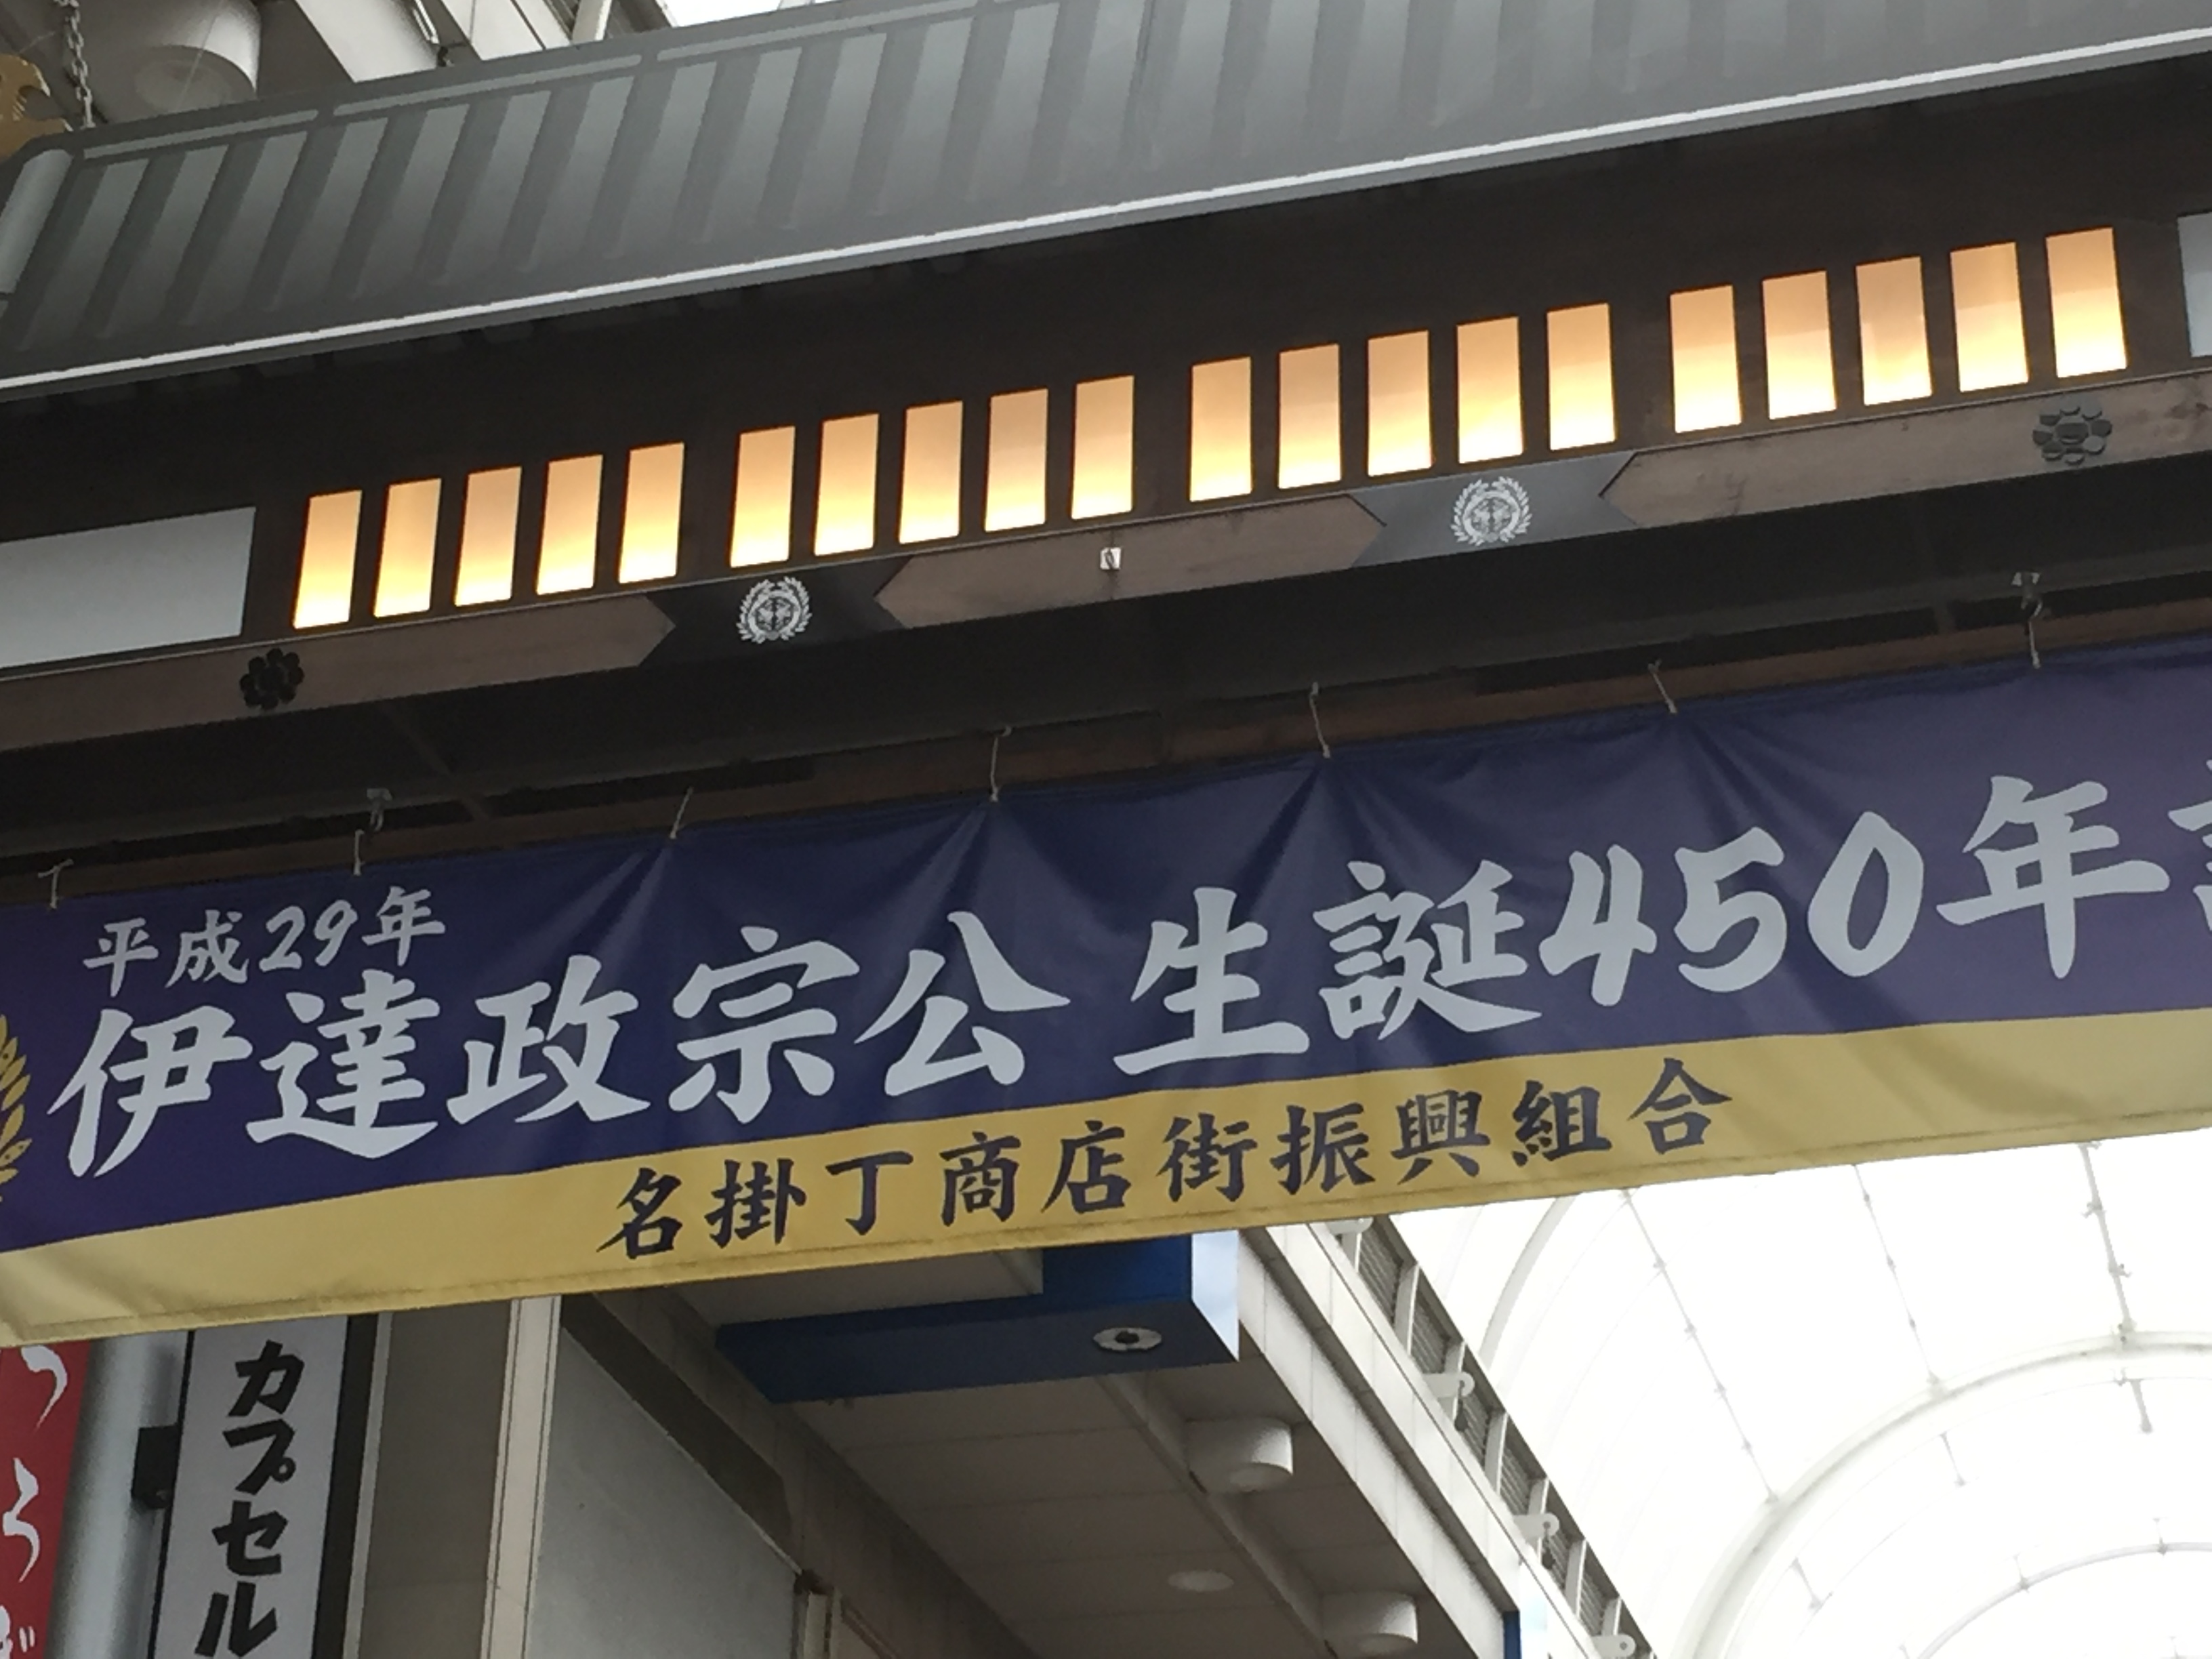 平成29年
伊達政宗公 生誕450年
名掛丁商店街振興組合
カプセル